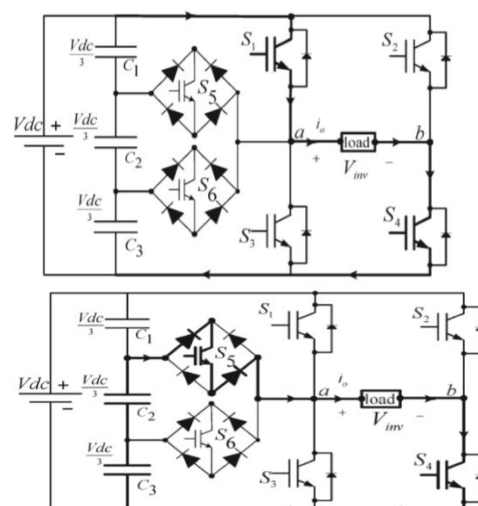 Vdc/3
C1
S1
S2
S5
Vdc +
-
Vdc/3
C2
a
io
load
b
+
-
Vinv
S6
Vdc/3
C3
S3
S4
Vdc/3
C1
S1
S2
S5
Vdc +
-
Vdc/3
C2
a
io
load
b
+
-
Vinv
S6
Vdc/3
C3
S3
S4